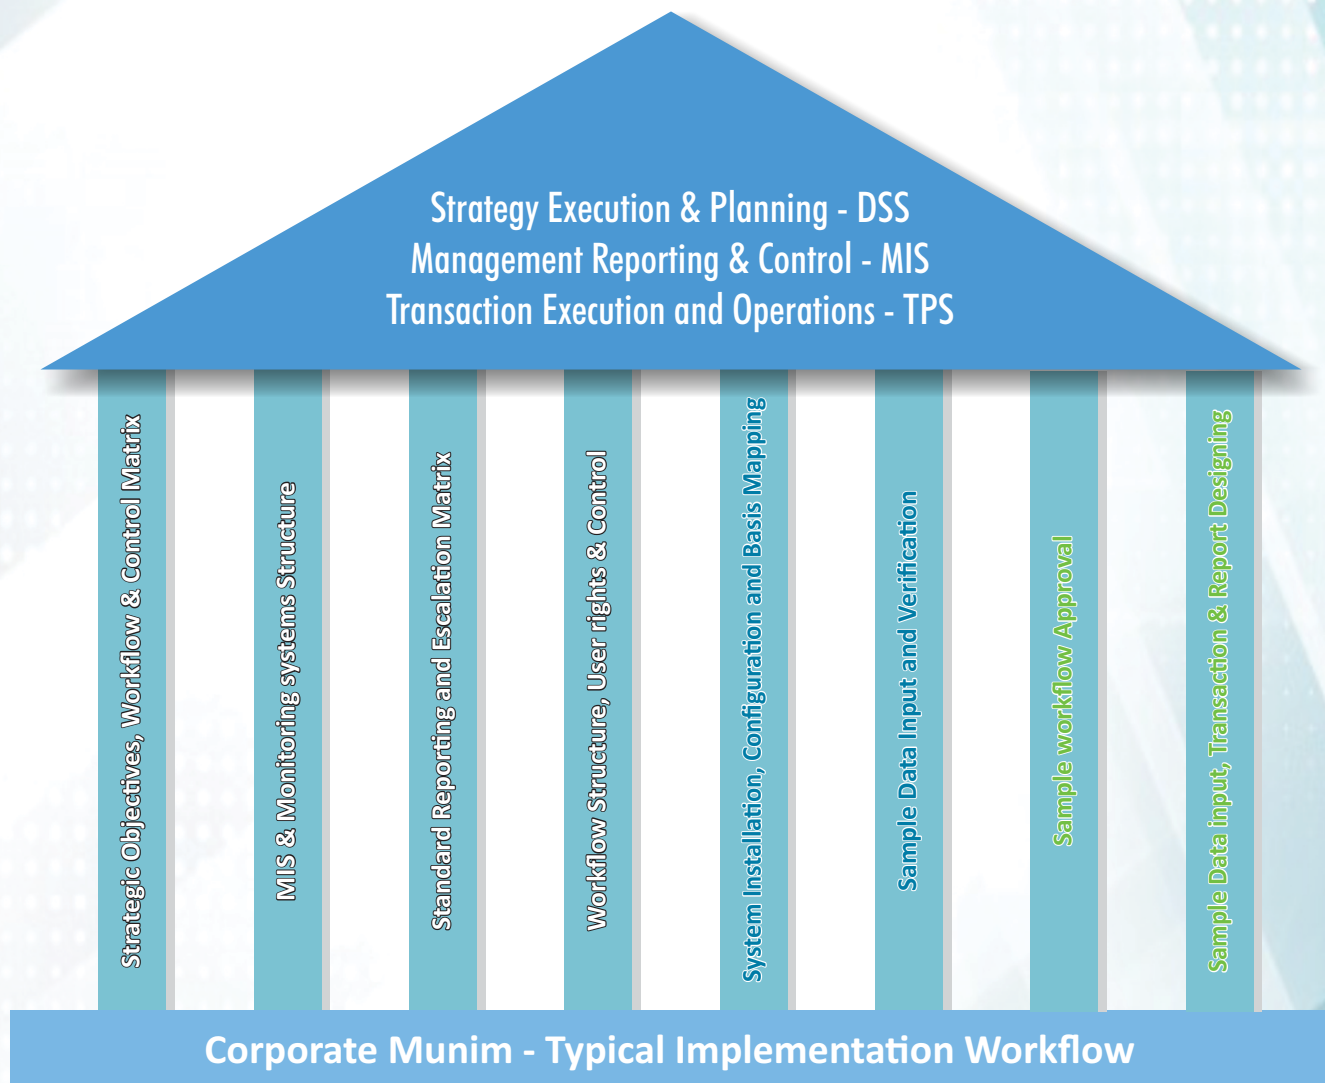 Strategy Execution & Planning - DSS
Management Reporting & Control - MIS
Transaction Execution and Operations - TPS
Strategic Objectives, Workflow & Control Matrix
MIS & Monitoring systems Structure
Standard Reporting and Escalation Matrix
Workflow Structure, User rights & Control
System Installation, Configuration and Basis Mapping
Sample Data Input and Verification
Sample workflow Approval
Sample Data input, Transaction & Report Designing
Corporate Munim - Typical Implementation Workflow